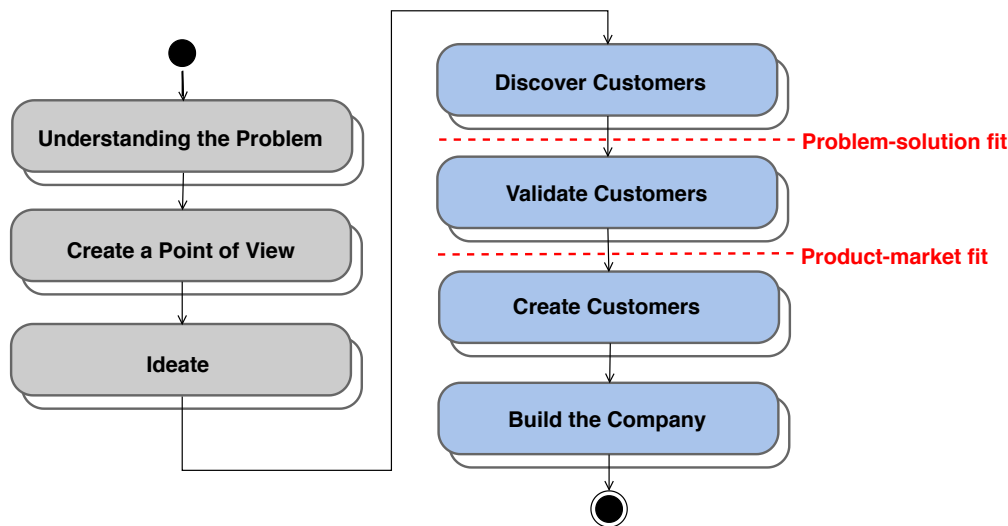 Understanding the Problem
Create a Point of View
Ideate
Discover Customers
Problem-solution fit
Validate Customers
Product-market fit
Create Customers
Build the Company